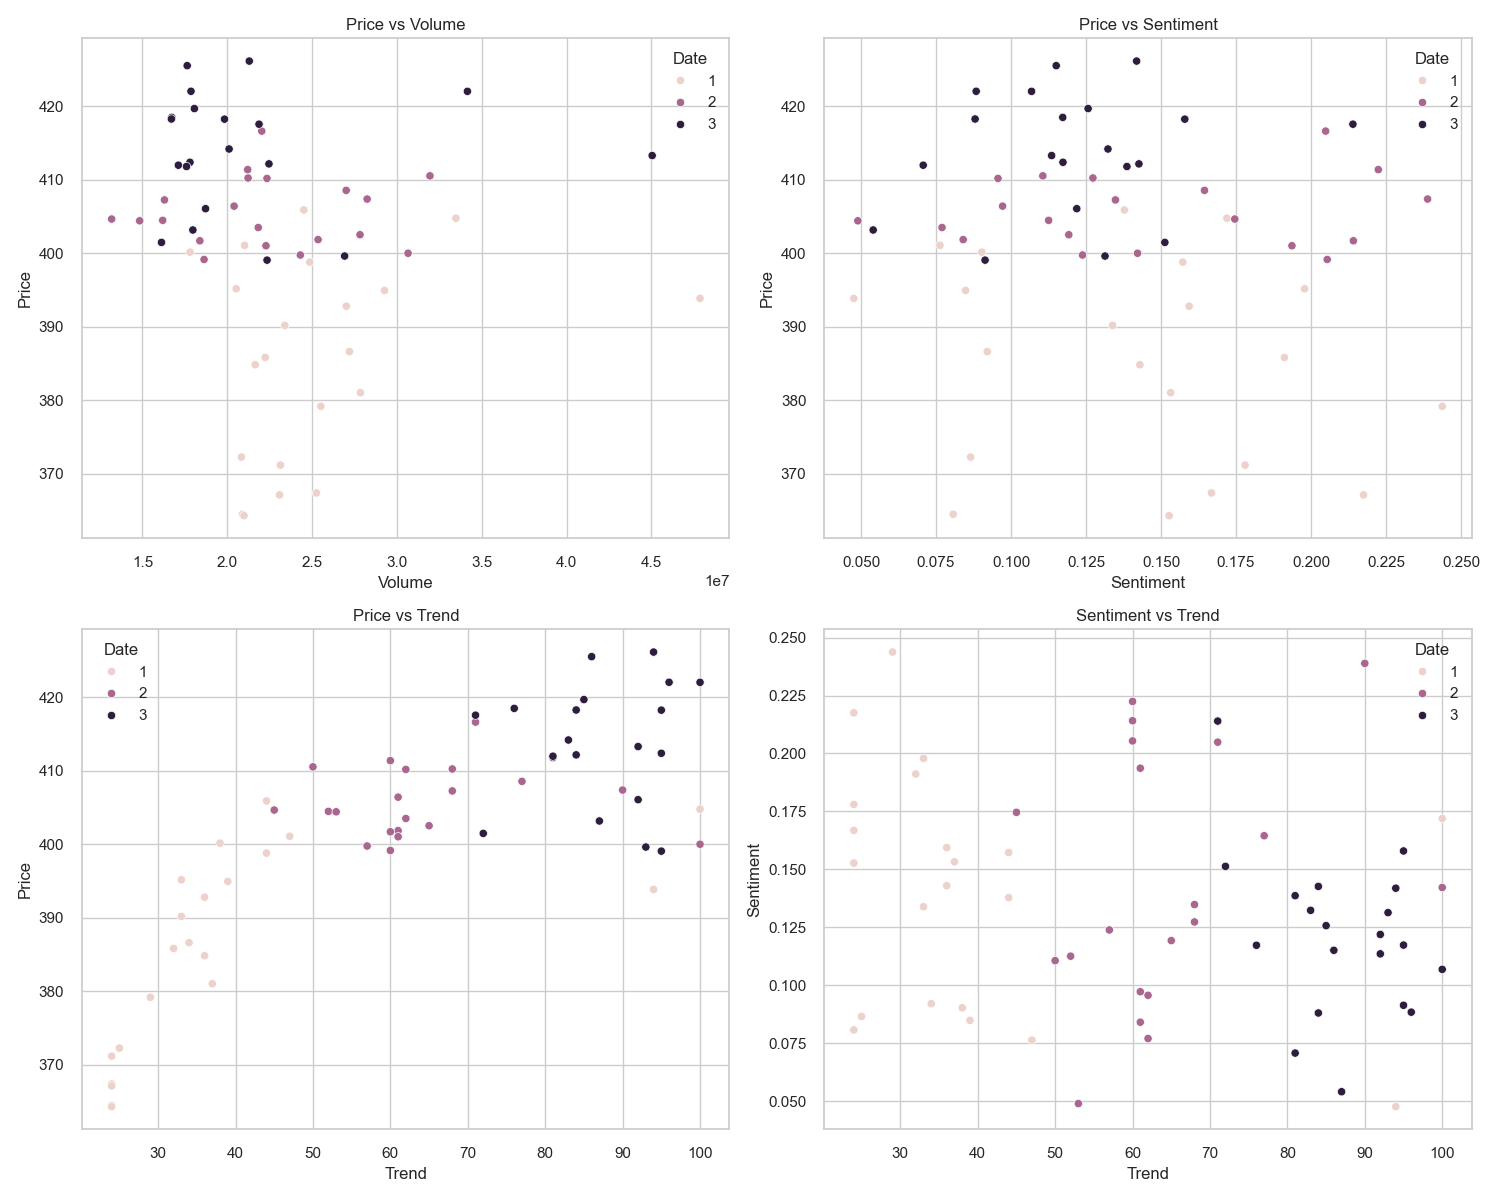 Price vs Volume
Date
1
2
3
420
410
400
390
380
370
Price
1.5 2.0 2.5 3.0 3.5 4.0 4.5
1e7
Volume
Price vs Sentiment
Date
1
2
3
420
410
400
390
380
370
Price
0.050 0.075 0.100 0.125 0.150 0.175 0.200 0.225 0.250
Sentiment
Price vs Trend
Date
1
2
3
420
410
400
390
380
370
Price
30 40 50 60 70 80 90 100
Trend
Sentiment vs Trend
Date
1
2
3
0.250
0.225
0.200
0.175
0.150
0.125
0.100
0.075
0.050
Sentiment
30 40 50 60 70 80 90 100
Trend